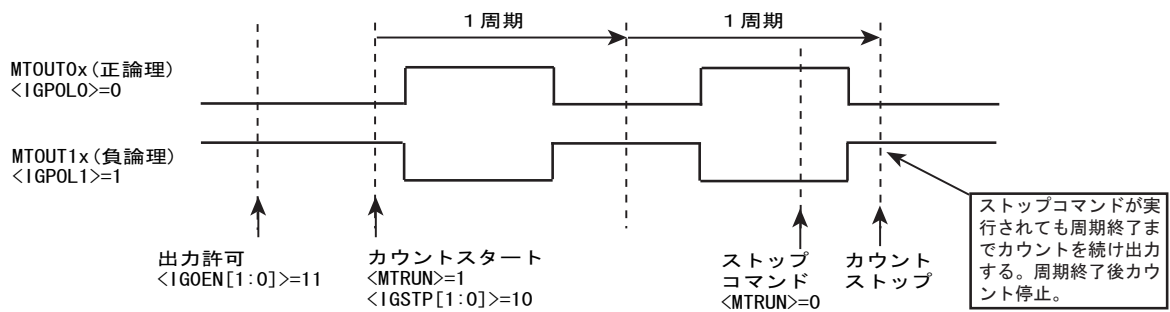 1周期
1周期
MTOUT0x(正論理)
<IGPOL0>=0
MTOUT1x(負論理)
<IGPOL1>=1
出力許可
<IGOEN[1:0]>=11
カウントスタート
<MTRUN>=1
<IGSTP[1:0]>=10
ストップ
コマンド
<MTRUN>=0
カウント
ストップ
ストップコマンドが実
行されても周期終了ま
でカウントを続け出力
する。周期終了後カウ
ント停止。